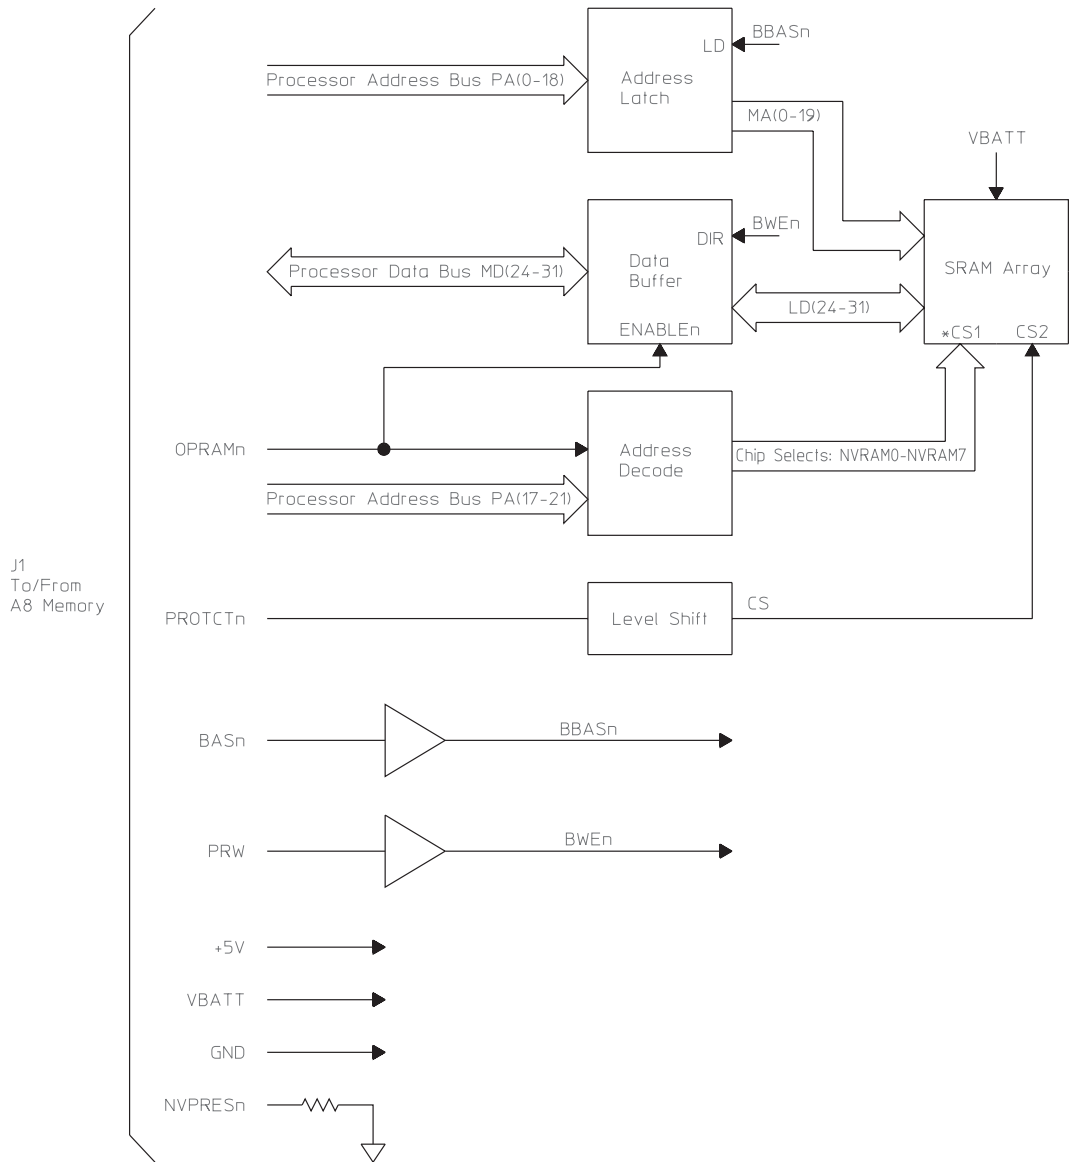 BBASn
LD
Processor Address Bus PA(0-18)
Address
Latch
MA(0-19)
VBATT
BWEn
DIR
Data
Buffer
Processor Data Bus MD(24-31)
SRAM Array
LD(24-31)
ENABLEn
*CS1 CS2
OPRAMn
Address
Decode
Chip Selects: NVRAM0-NVRAM7
Processor Address Bus PA(17-21)
J1
To/From
A8 Memory
PROTCTn
Level Shift
CS
BASn
BBASn
PRW
BWEn
+5V
VBATT
GND
NVPRESn